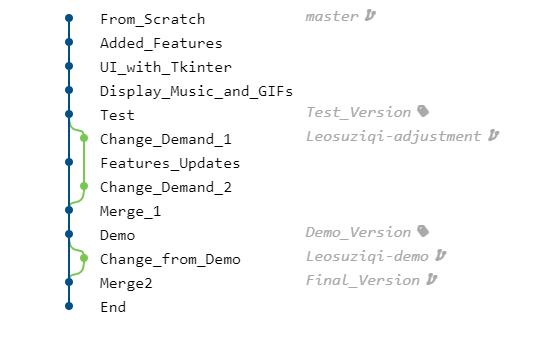 From_Scratch master
Added_Features
UI_with_Tkinter
Display_Music_and_GIFs
Test Test_Version
Change_Demand_1 Leosuziqi-adjustment
Features_Updates
Change_Demand_2
Merge_1
Demo Demo_Version
Change_from_Demo Leosuziqi-demo
Merge2 Final_Version
End